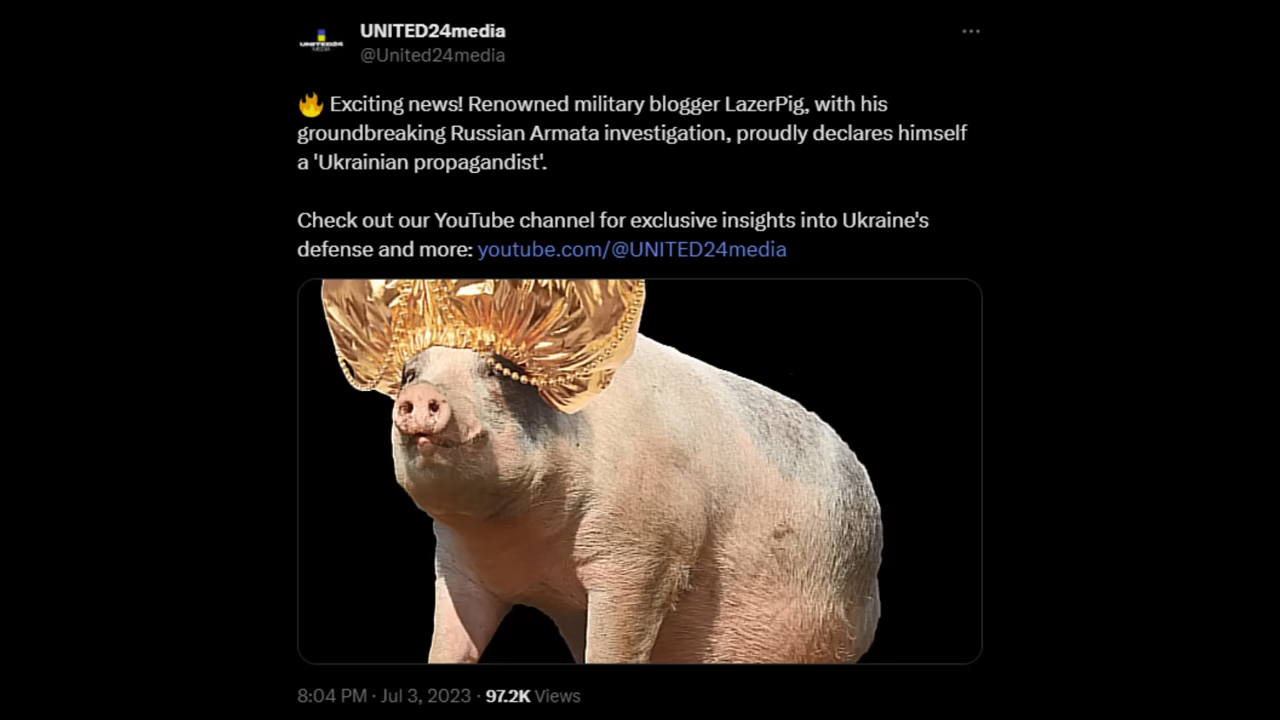 UNITED24media
@United24media
UNITED24
MEDIA
🔥 Exciting news! Renowned military blogger LazerPig, with his
groundbreaking Russian Armata investigation, proudly declares himself
a 'Ukrainian propagandist'.
Check out our YouTube channel for exclusive insights into Ukraine's
defense and more: youtube.com/@UNITED24media
8:04 PM · Jul 3, 2023 · 97.2K Views